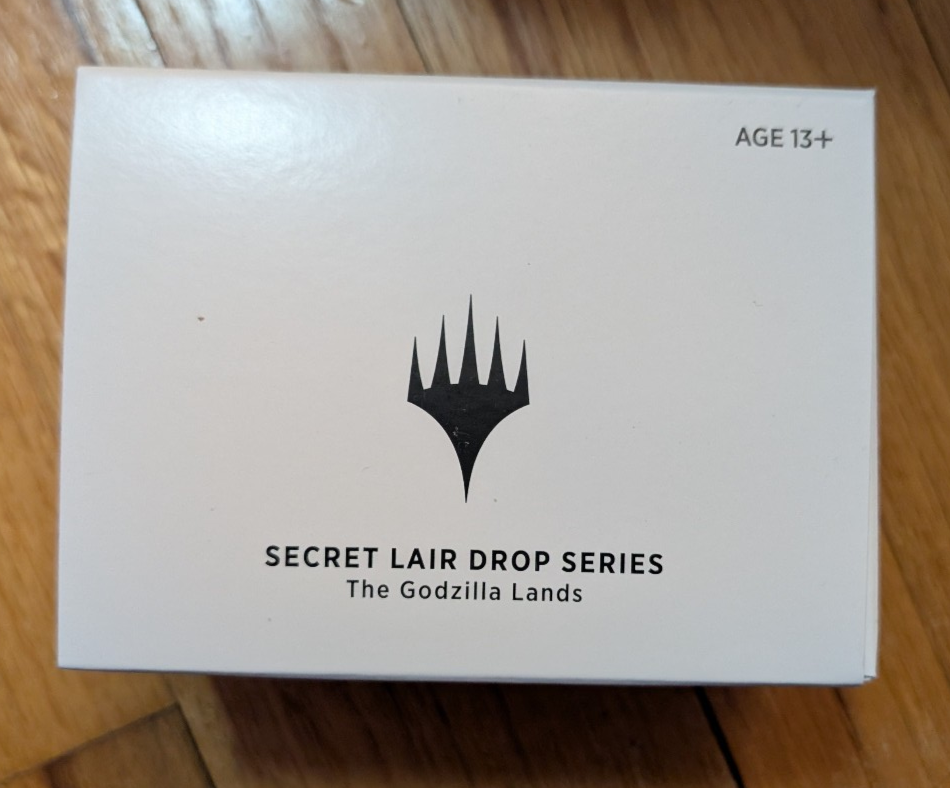 AGE 13+
SECRET LAIR DROP SERIES
The Godzilla Lands